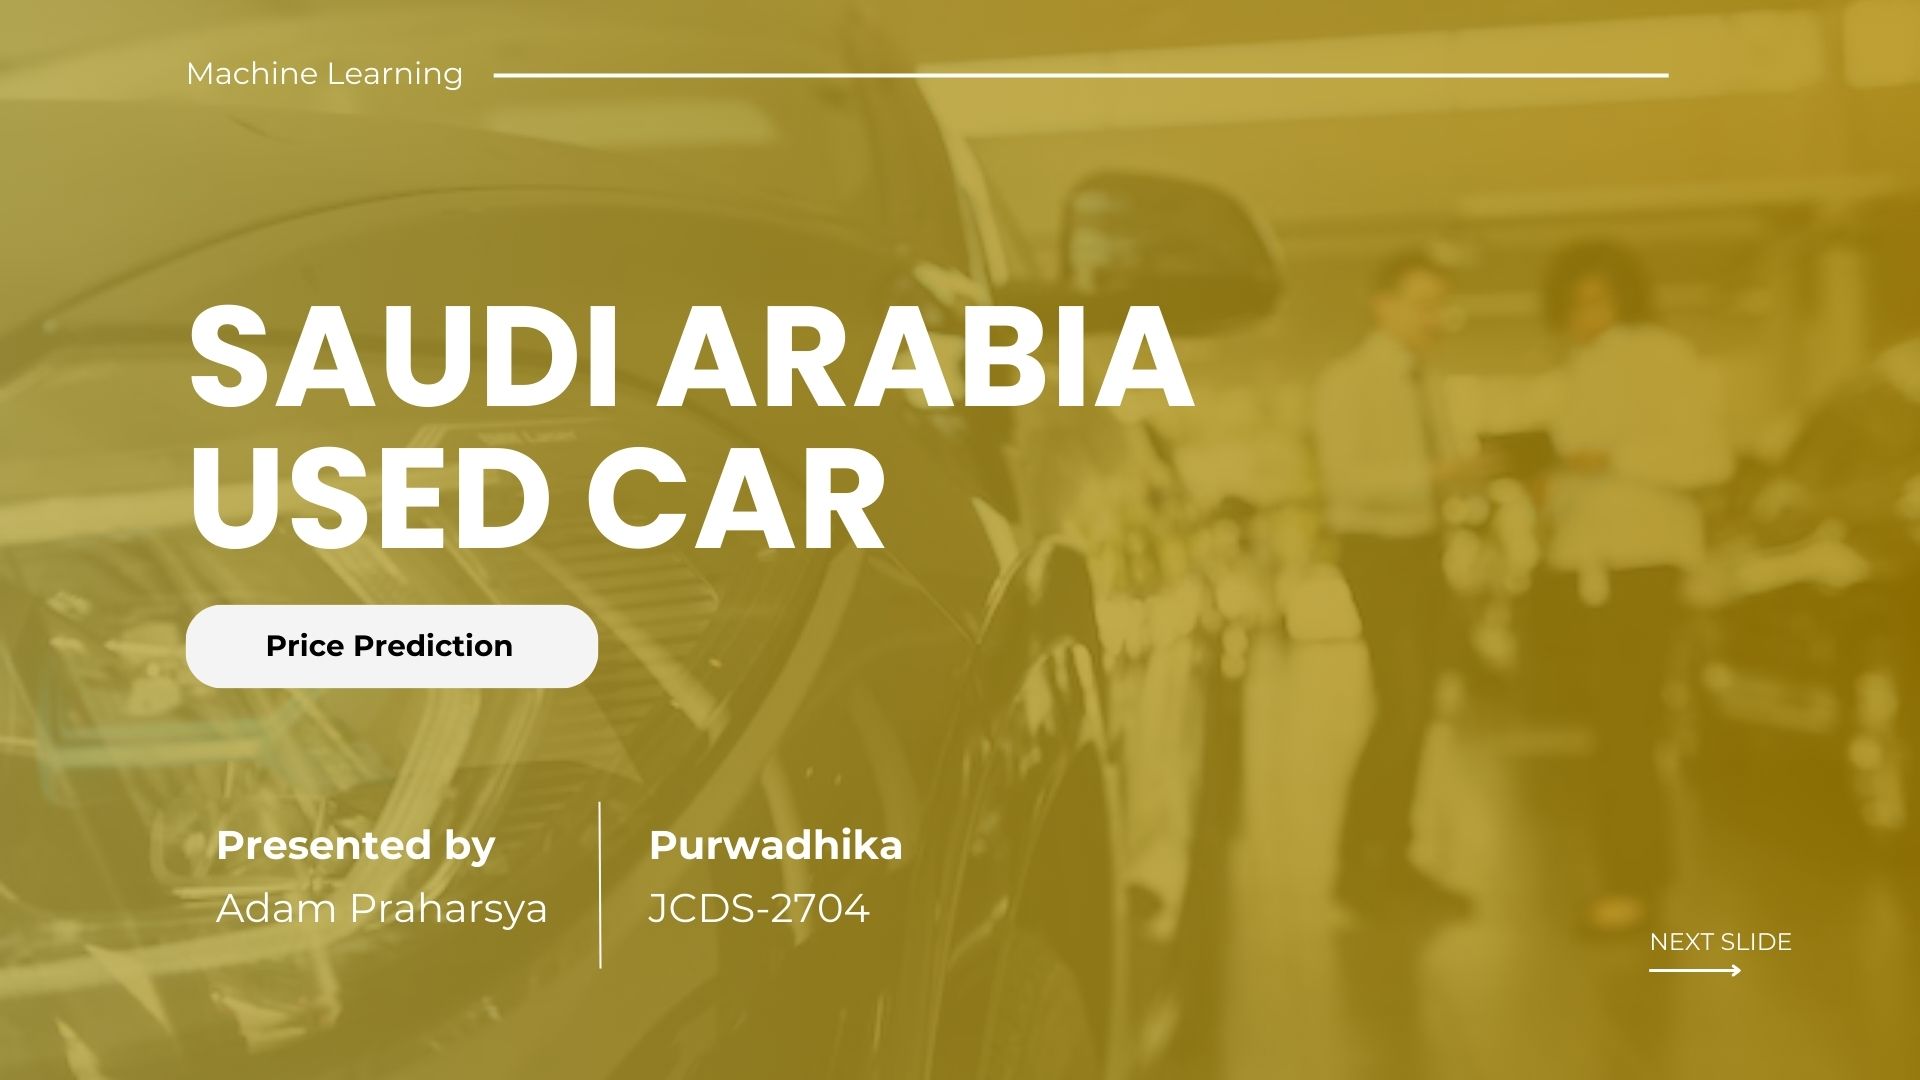 Machine Learning
SAUDI ARABIA
USED CAR
Price Prediction
Presented by
Adam Praharsya
Purwadhika
JCDS-2704
NEXT SLIDE